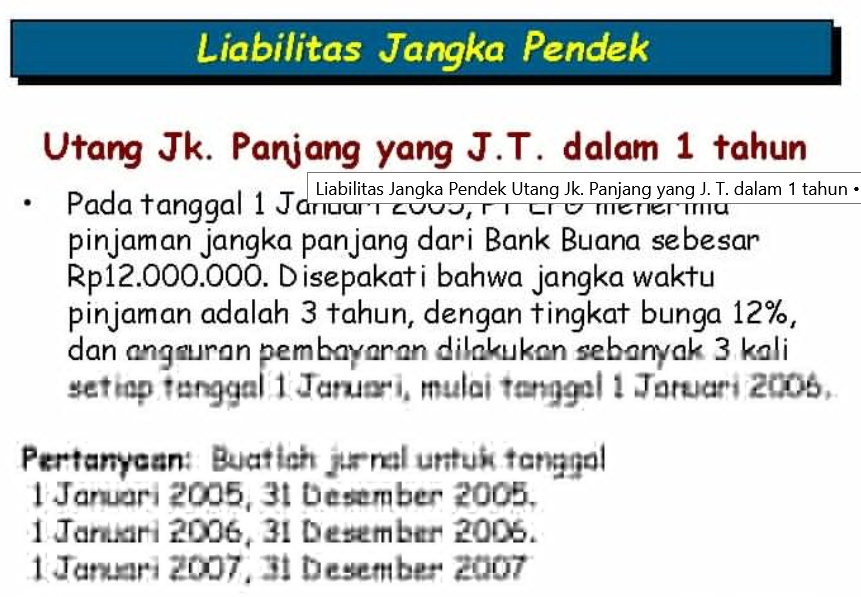 Liabilitas Jangka Pendek
Utang Jk. Panjang yang J.T. dalam 1 tahun
Liabilitas Jangka Pendek Utang Jk. Panjang yang J. T. dalam 1 tahun •
• Pada tanggal 1 Januari 2005, PT menerima
pinjaman jangka panjang dari Bank Buana sebesar
Rp12.000.000. Disepakati bahwa jangka waktu
pinjaman adalah 3 tahun, dengan tingkat bunga 12%,
dan angsuran pembayaran dilakukan sebanyak 3 kali
setiap tanggal 1 Januari, mulai tanggal 1 Januari 2006.
Pertanyaan: Buatlah jurnal untuk tanggal
1 Januari 2005, 31 Desember 2005.
1 Januari 2006, 31 Desember 2006.
1 Januari 2007, 31 Desember 2007